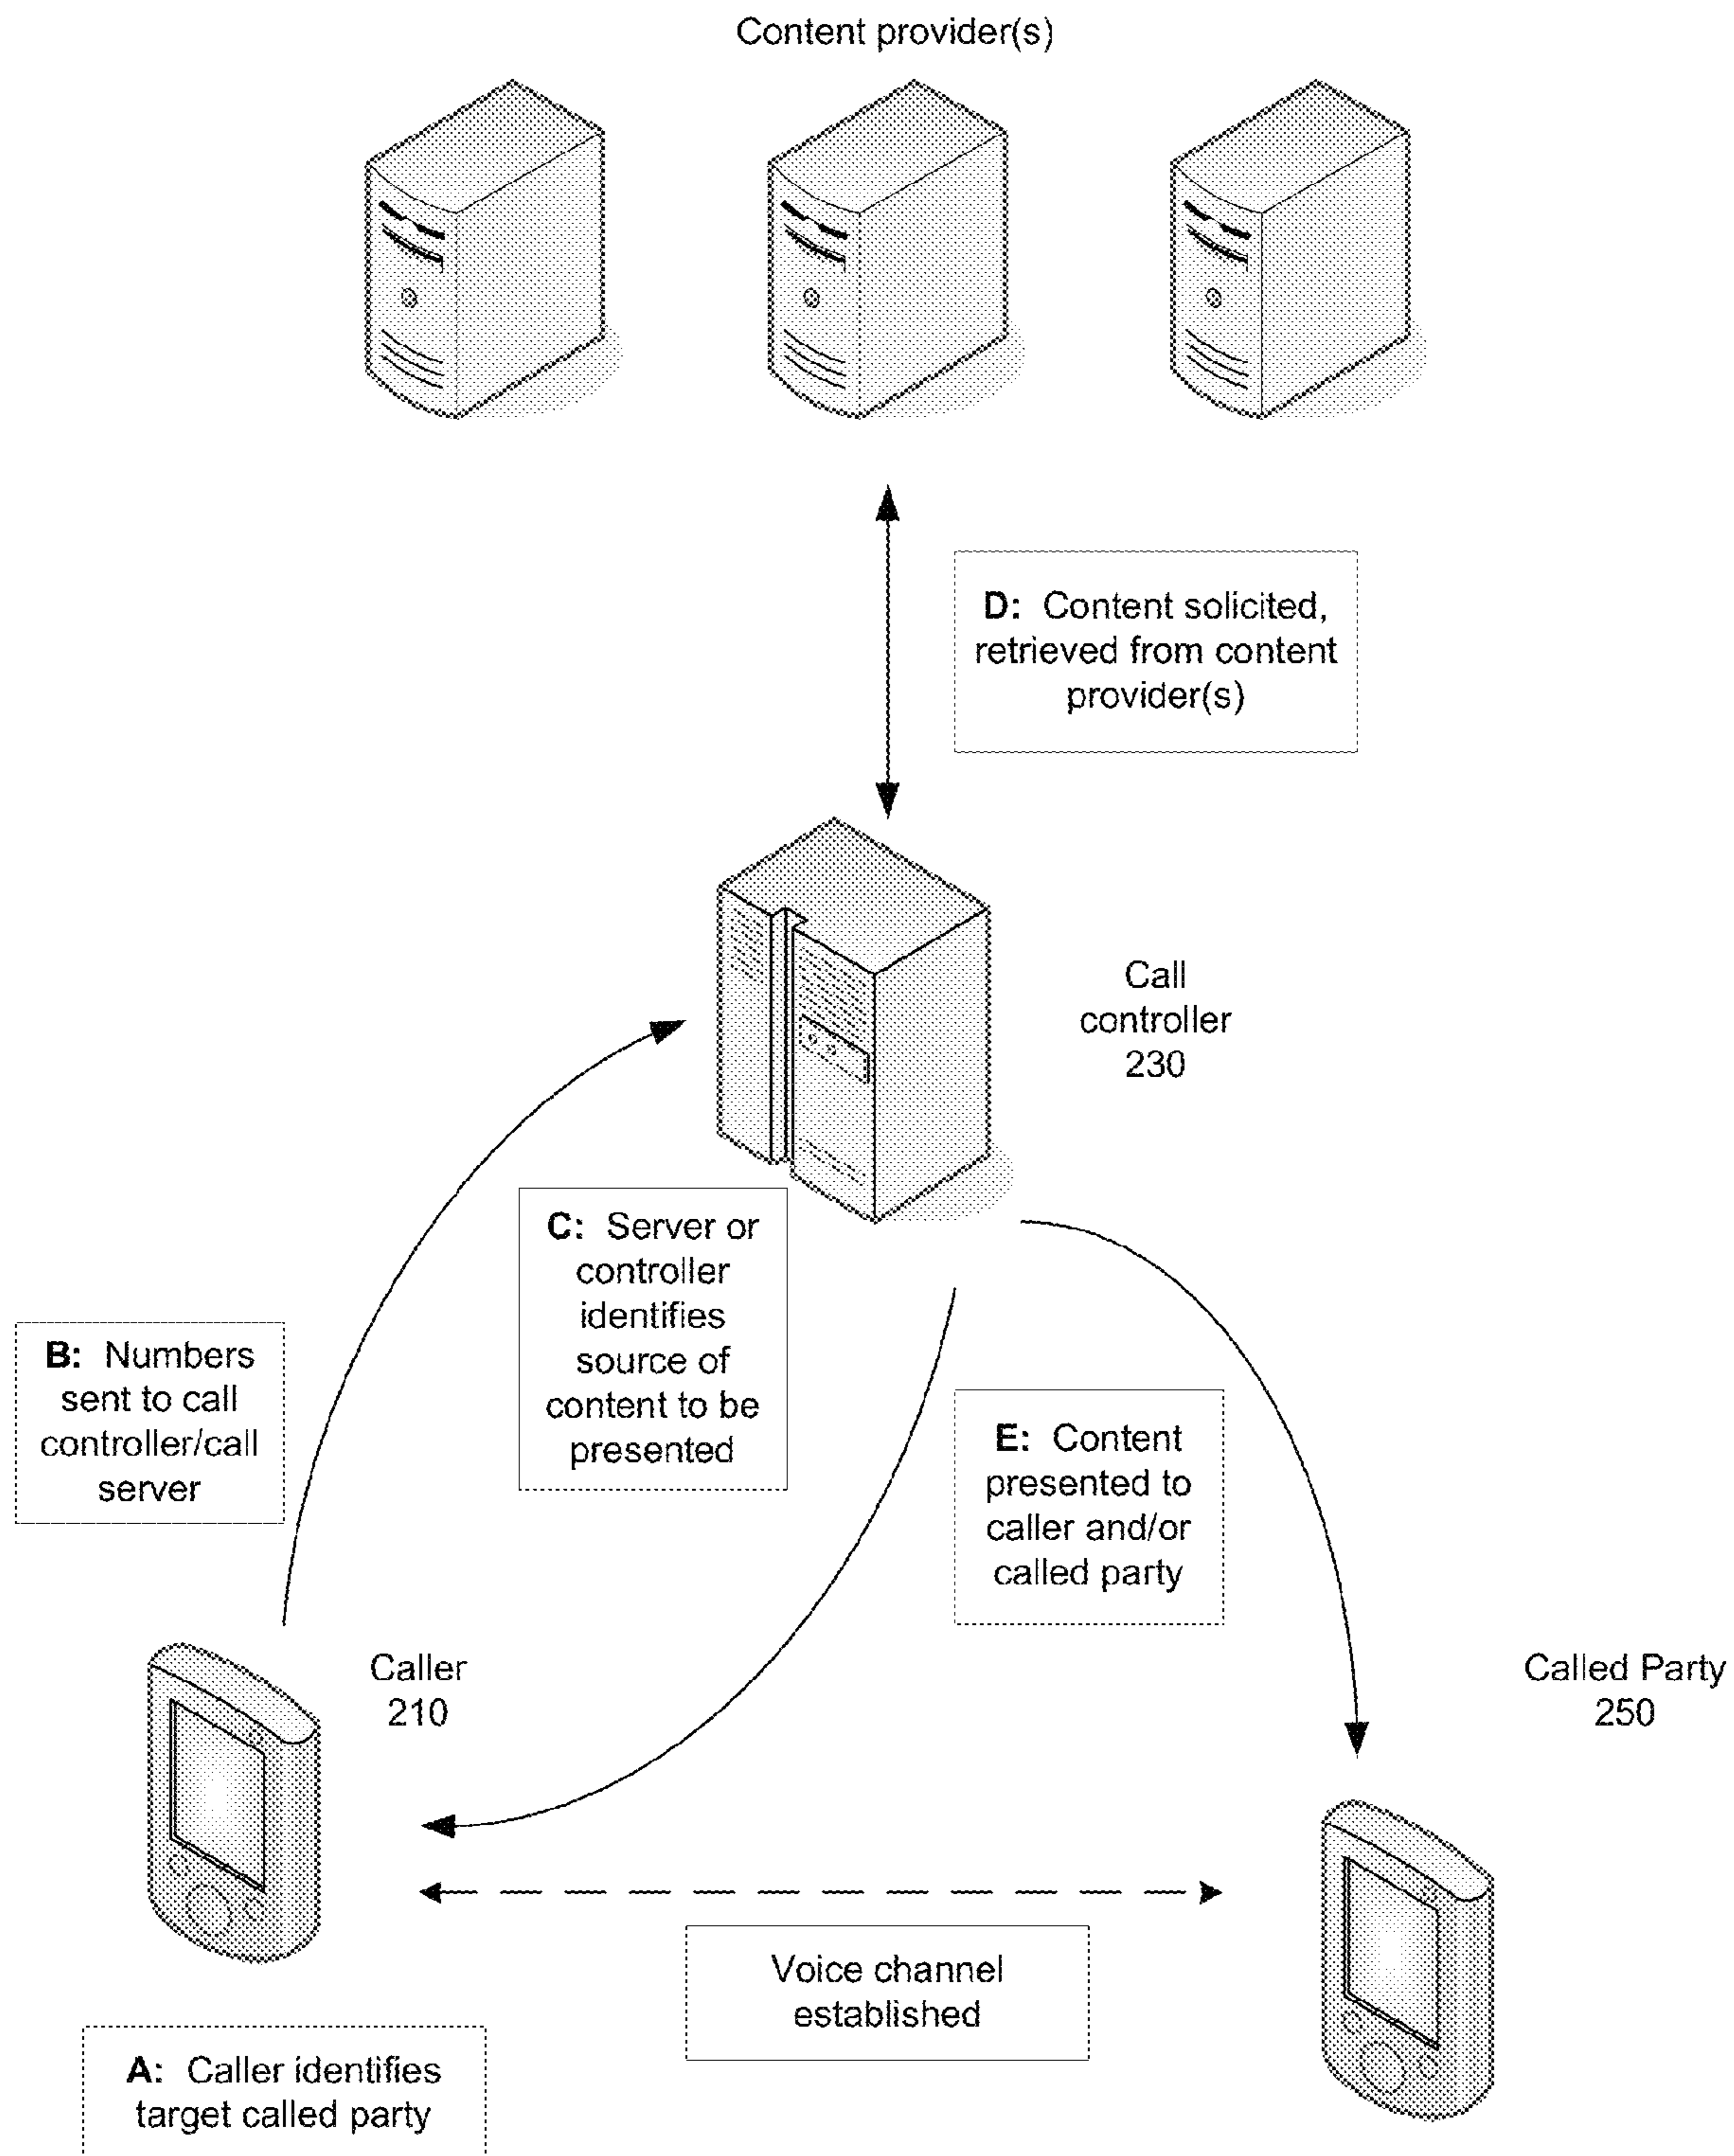 Content provider(s)
D: Content solicited,
retrieved from content
provider(s)
Call
controller
230
C: Server or
controller
identifies
source of
content to be
presented
B: Numbers
sent to call
controller/call
server
E: Content
presented to
caller and/or
called party
Caller
210
Called Party
250
Voice channel
established
A: Caller identifies
target called party